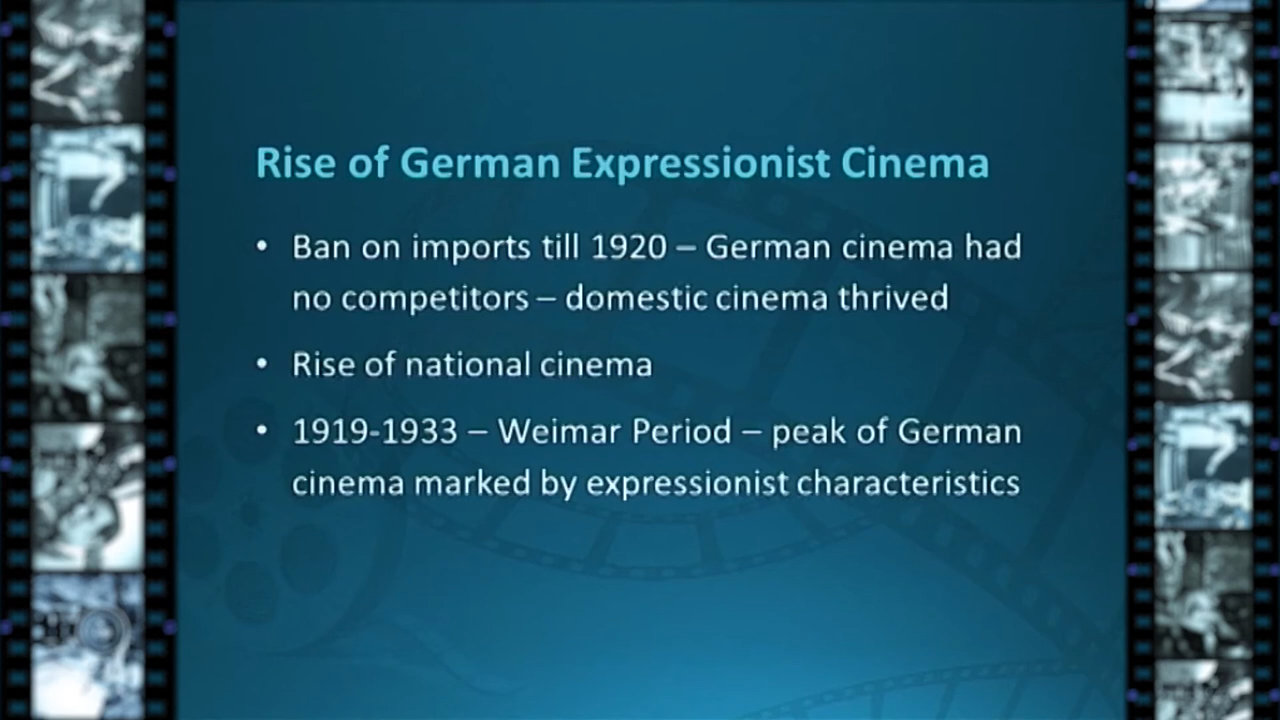 Rise of German Expressionist Cinema
• Ban on imports till 1920 – German cinema had
no competitors – domestic cinema thrived
• Rise of national cinema
• 1919-1933 – Weimar Period – peak of German
cinema marked by expressionist characteristics